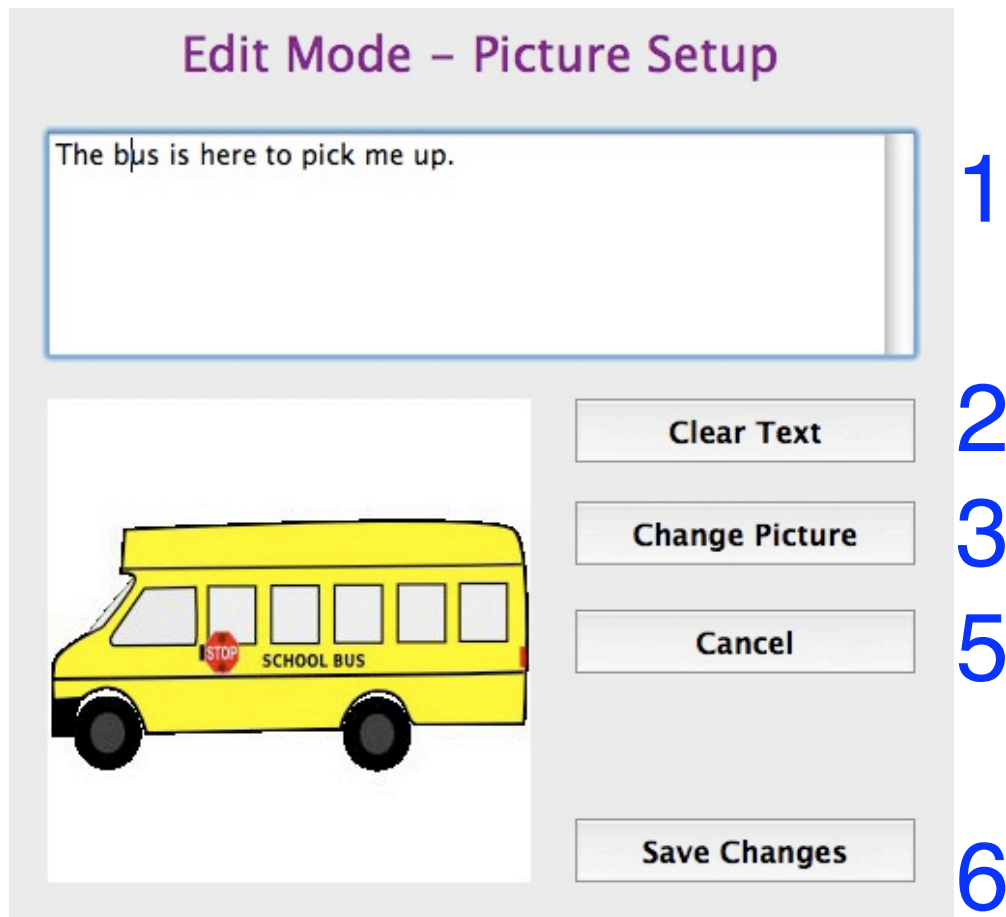 Edit Mode – Picture Setup
The bus is here to pick me up.
1
Clear Text
2
Change Picture
3
Cancel
5
STOP
SCHOOL BUS
Save Changes
6